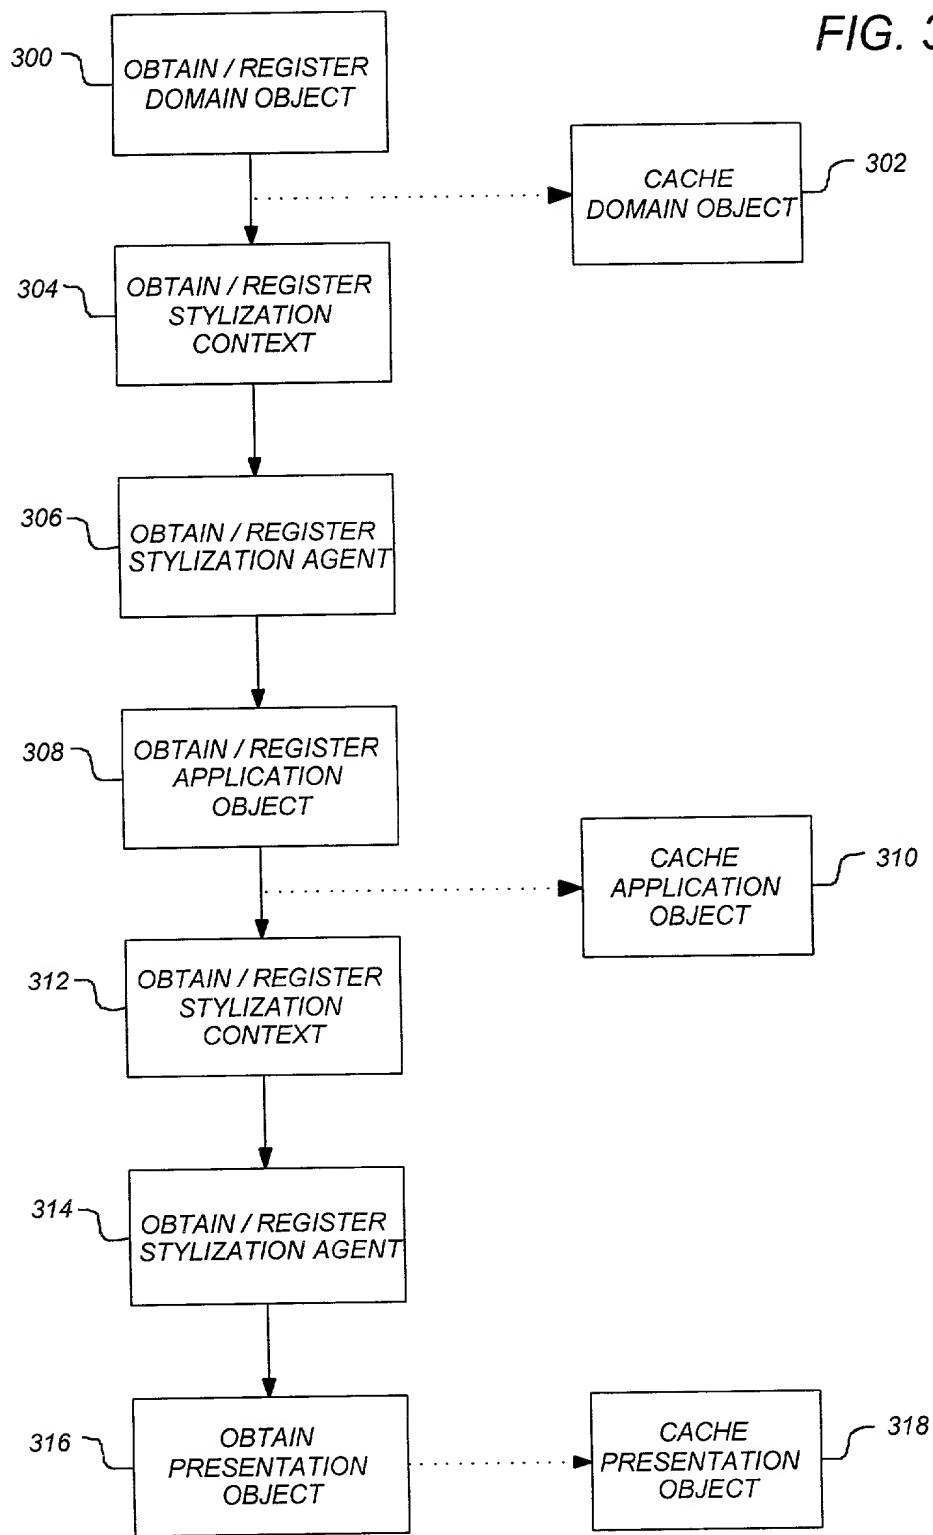 FIG. 3
300
OBTAIN / REGISTER
DOMAIN OBJECT
CACHE
DOMAIN OBJECT
302
304
OBTAIN / REGISTER
STYLIZATION
CONTEXT
306
OBTAIN / REGISTER
STYLIZATION AGENT
308
OBTAIN / REGISTER
APPLICATION
OBJECT
CACHE
APPLICATION
OBJECT
310
312
OBTAIN / REGISTER
STYLIZATION
CONTEXT
314
OBTAIN / REGISTER
STYLIZATION AGENT
316
OBTAIN
PRESENTATION
OBJECT
CACHE
PRESENTATION
OBJECT
318